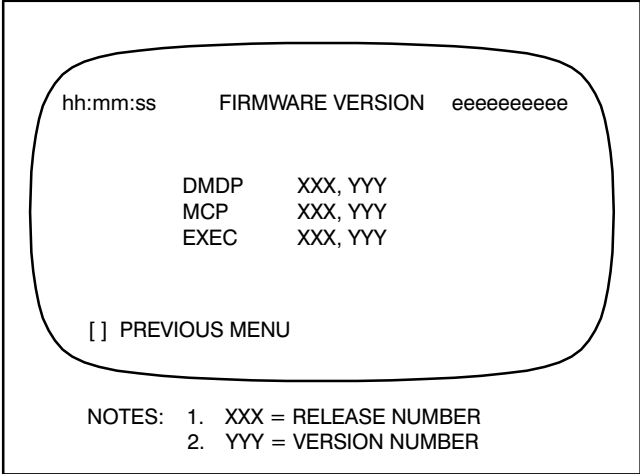 hh:mm:ss FIRMWARE VERSION eeeeeeeeee
DMDP XXX, YYY
MCP XXX, YYY
EXEC XXX, YYY
[ ] PREVIOUS MENU
NOTES: 1. XXX = RELEASE NUMBER
2. YYY = VERSION NUMBER